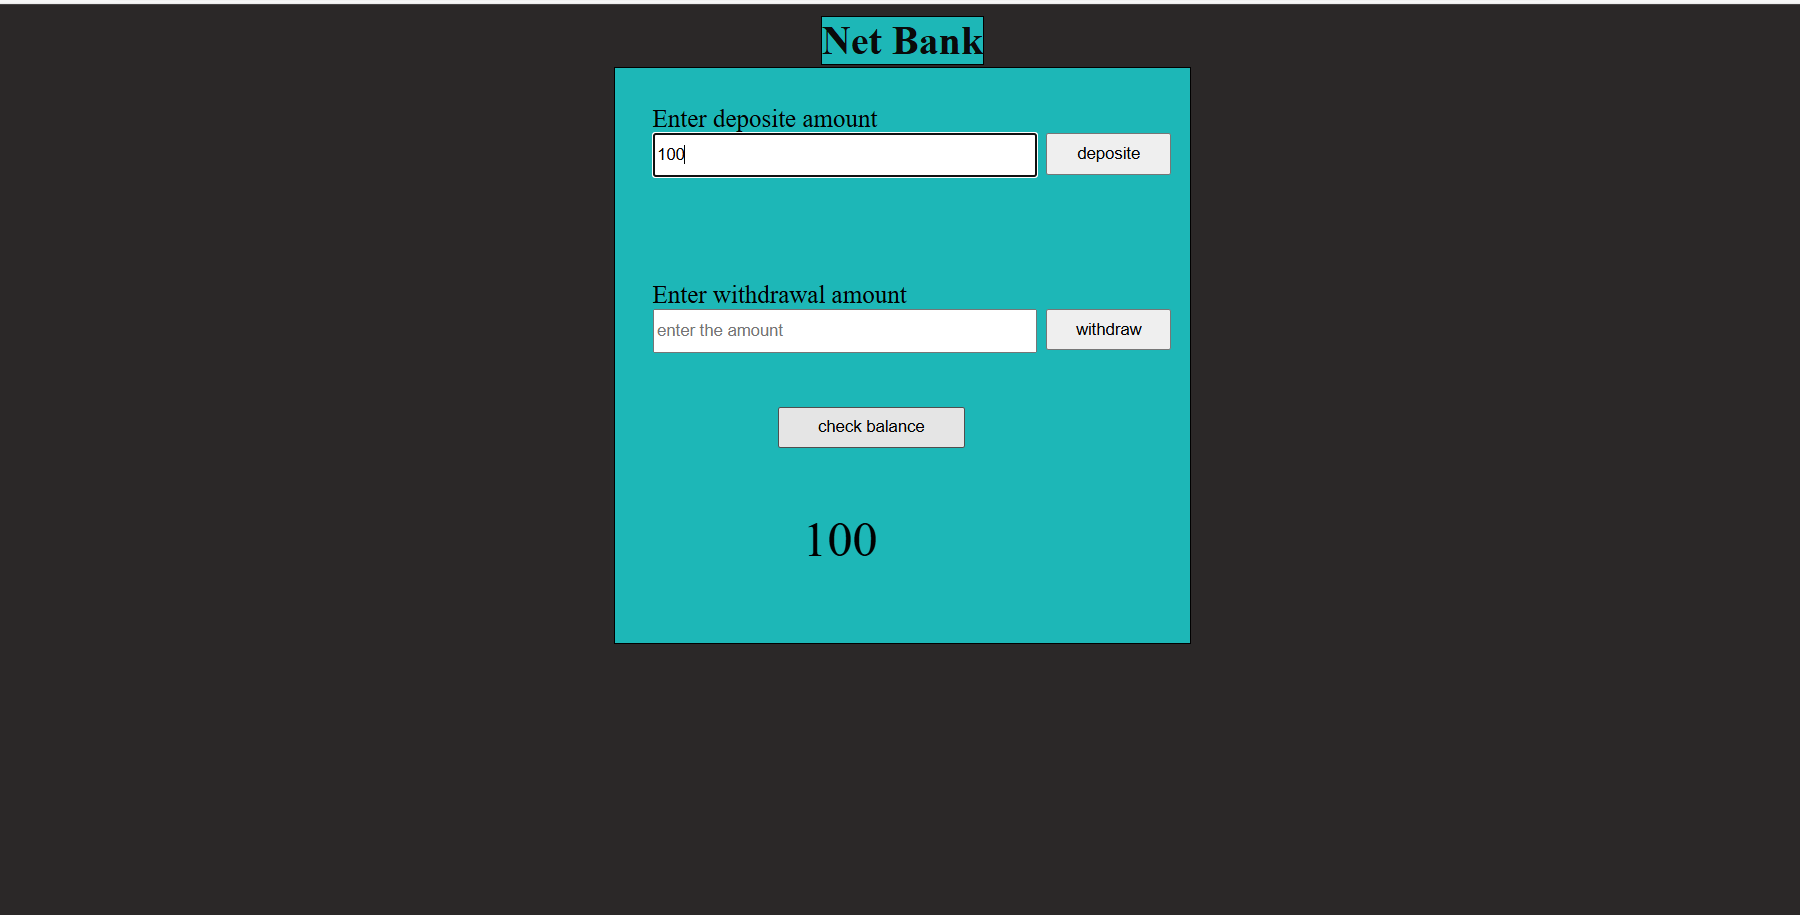 Net Bank
Enter deposite amount
100
deposite
Enter withdrawal amount
enter the amount
withdraw
check balance
100